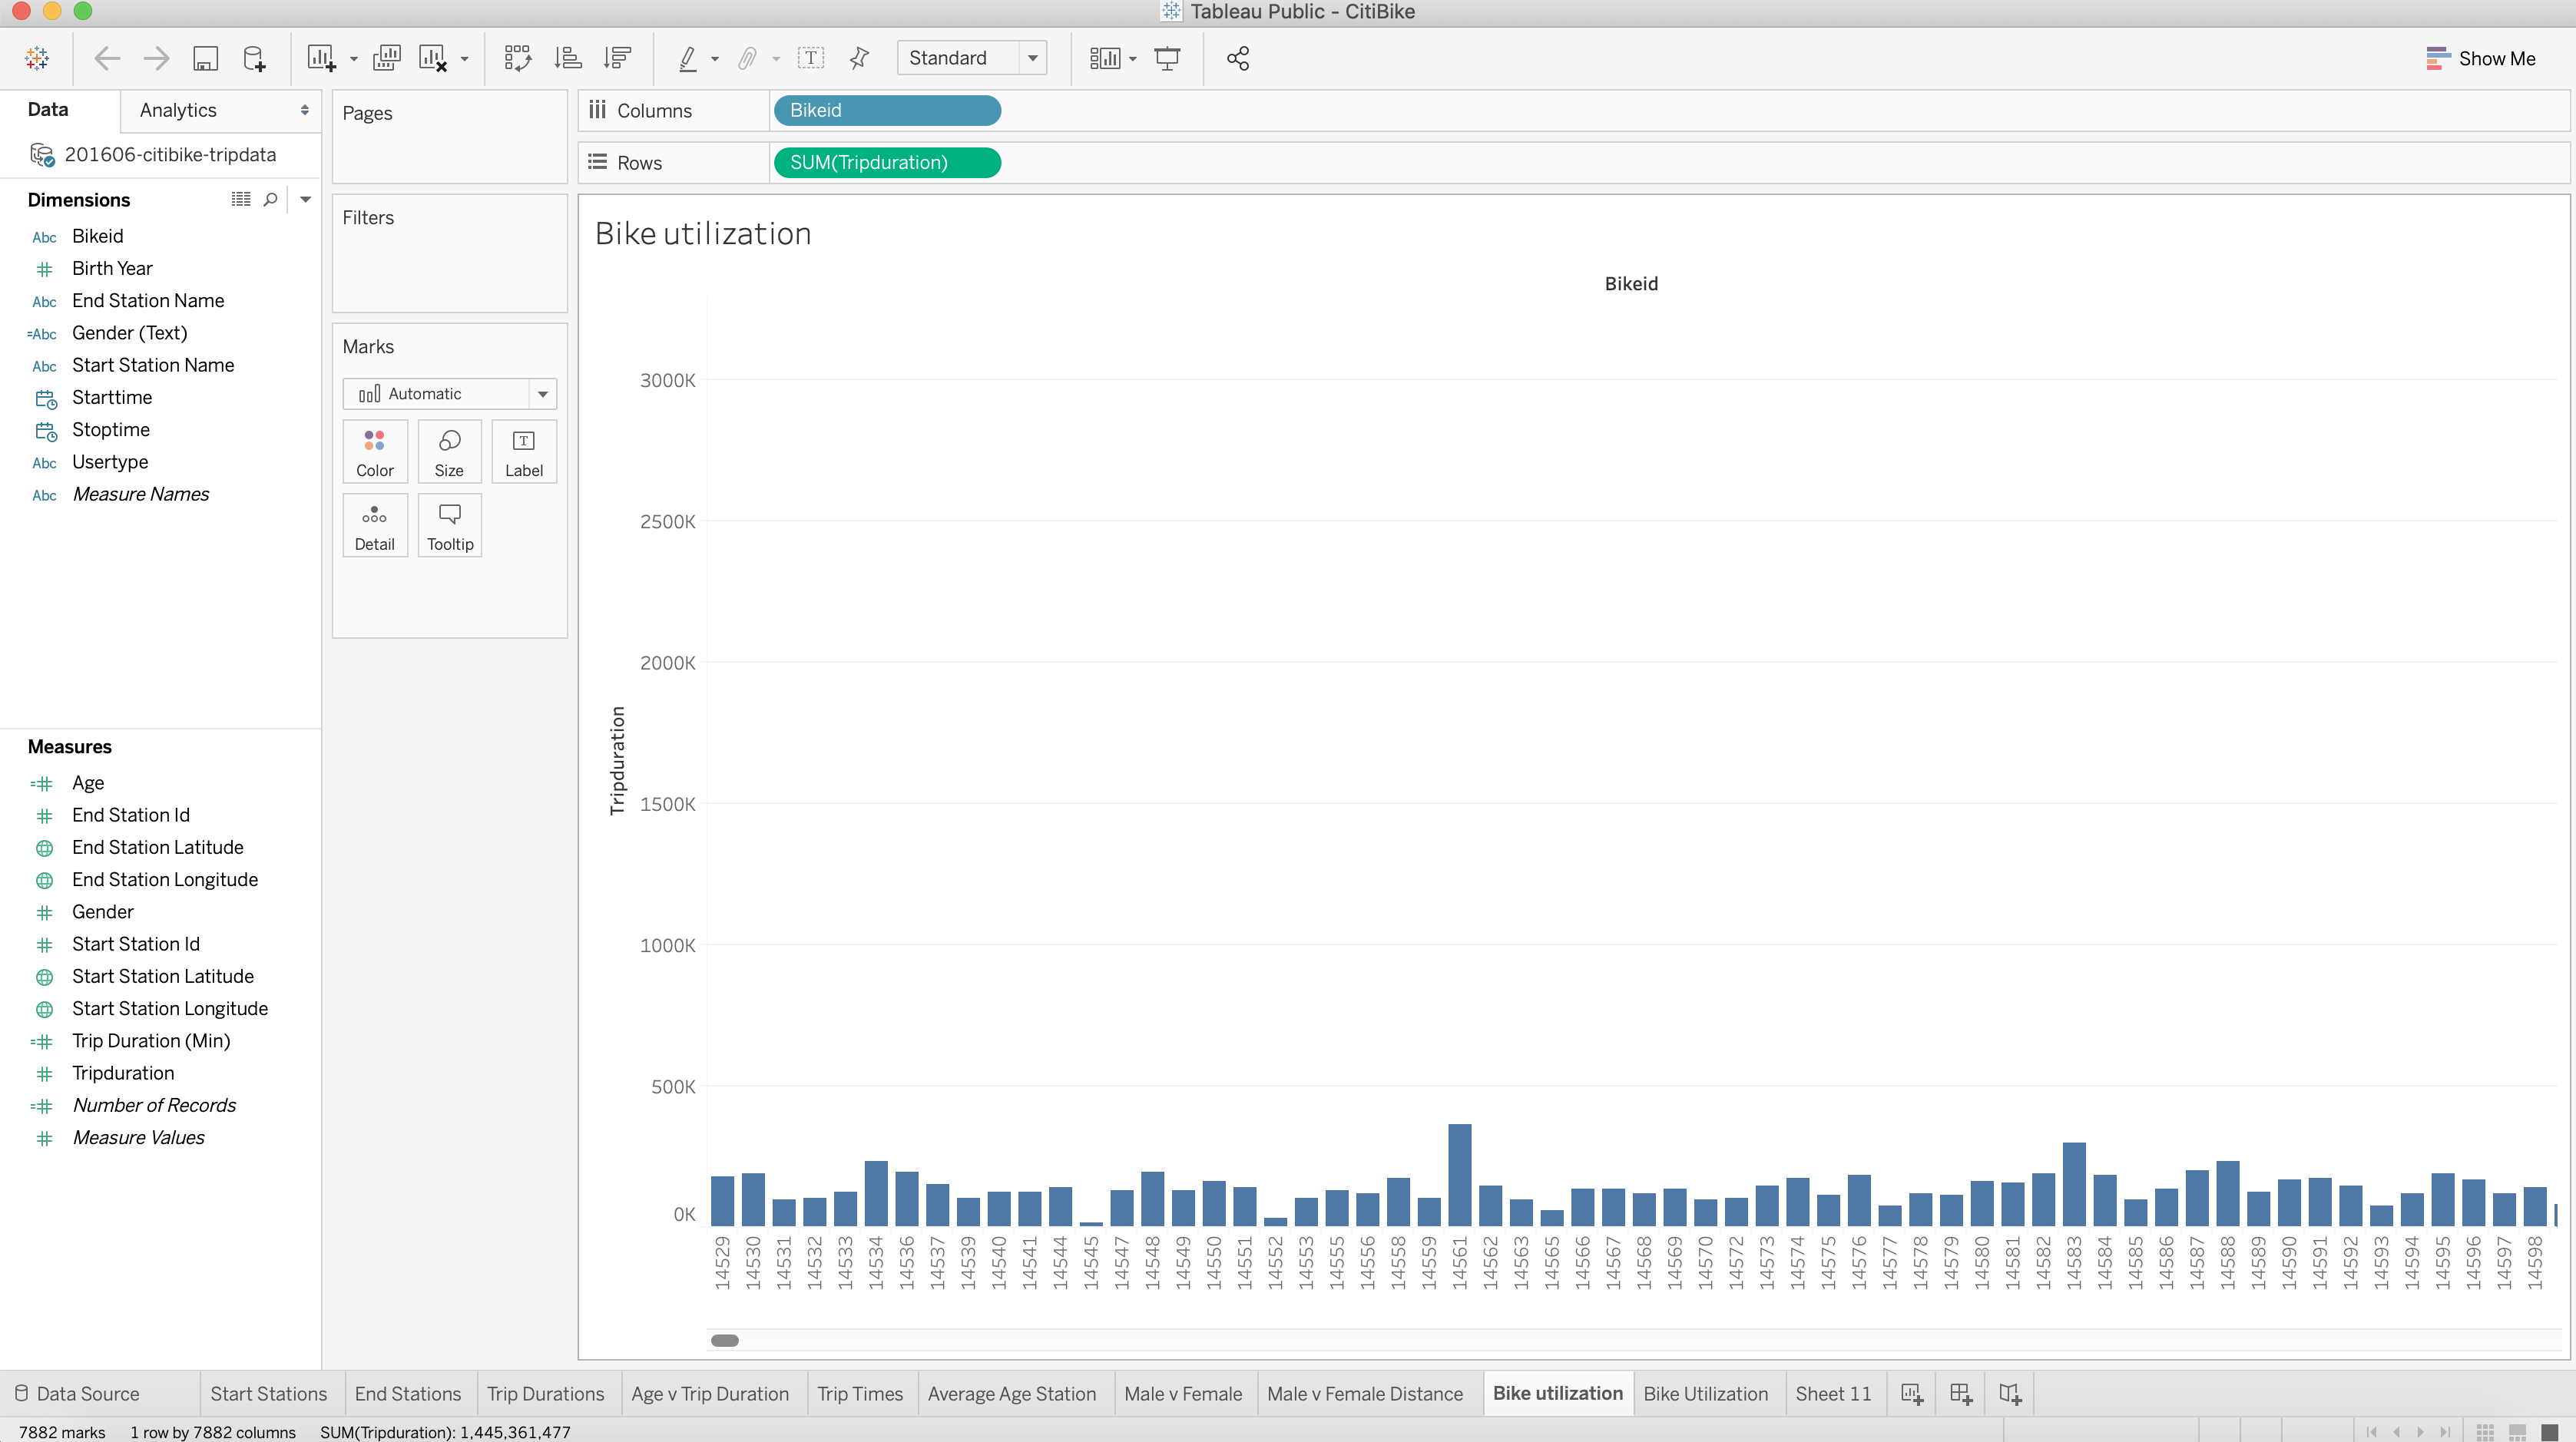 Tableau Public - CitiBike
Standard
Show Me
Data
Analytics
201606-citibike-tripdata
Dimensions
Abc Bikeid
Birth Year
Abc End Station Name
=Abc Gender (Text)
Abc Start Station Name
Starttime
Stoptime
Abc Usertype
Abc Measure Names
Measures
Age
End Station Id
End Station Latitude
End Station Longitude
Gender
Start Station Id
Start Station Latitude
Start Station Longitude
Trip Duration (Min)
Tripduration
Number of Records
Measure Values
Pages
Filters
Marks
Automatic
Color Size Label
Detail Tooltip
Columns Bikeid
Rows SUM(Tripduration)
Bike utilization
Bikeid
Tripduration
3000K
2500K
2000K
1500K
1000K
500K
0K
14529 14530 14531 14532 14533 14534 14536 14537 14539 14540 14541 14544 14545 14547 14548 14549 14550 14551 14552 14553 14555 14556 14558 14559 14561 14562 14563 14565 14566 14567 14568 14569 14570 14572 14573 14574 14575 14576 14577 14578 14579 14580 14581 14582 14583 14584 14585 14586 14587 14588 14589 14590 14591 14592 14593 14594 14595 14596 14597 14598
Data Source Start Stations End Stations Trip Durations Age v Trip Duration Trip Times Average Age Station Male v Female Male v Female Distance Bike utilization Bike Utilization Sheet 11
7882 marks 1 row by 7882 columns SUM(Tripduration): 1,445,361,477